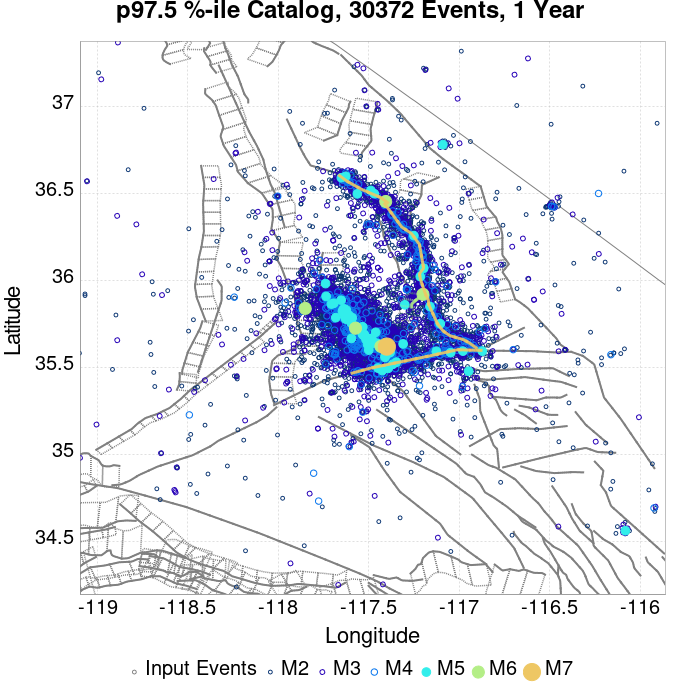 p97.5 %-ile Catalog, 30372 Events, 1 Year
37
36.5
36
35.5
35
34.5
Latitude
-119 -118.5 -118 -117.5 -117 -116.5 -116
Longitude
Input Events M2 M3 M4 M5 M6 M7